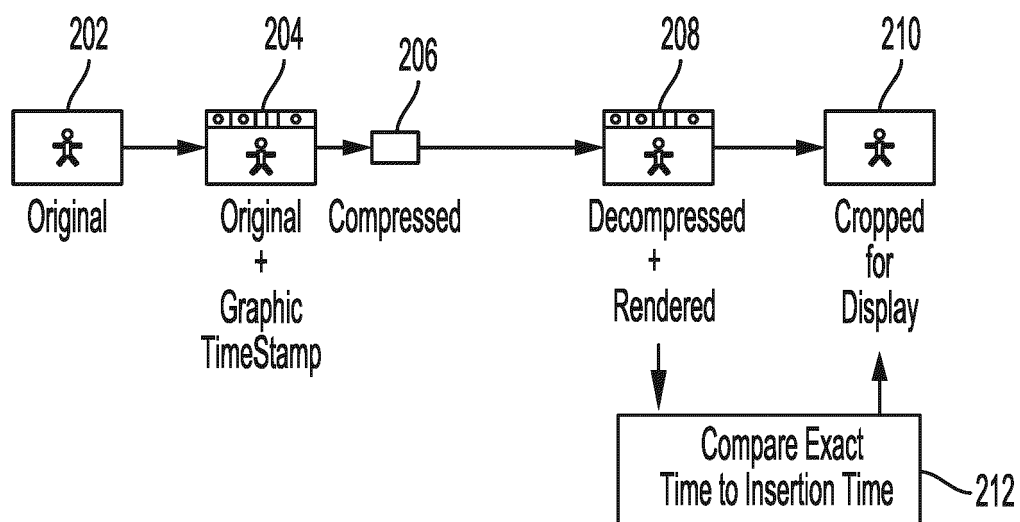 202
204
206
208
210
Original
Original
+
Graphic
TimeStamp
Compressed
Decompressed
+
Rendered
Cropped
for
Display
Compare Exact
Time to Insertion Time
212